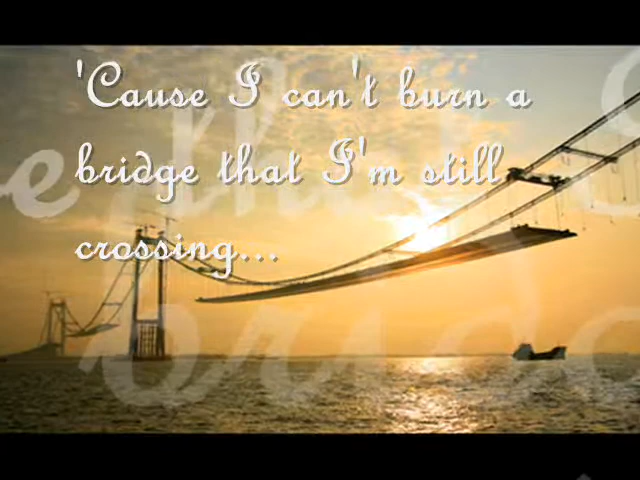 'Cause I can't burn a
bridge that I'm still
crossing...